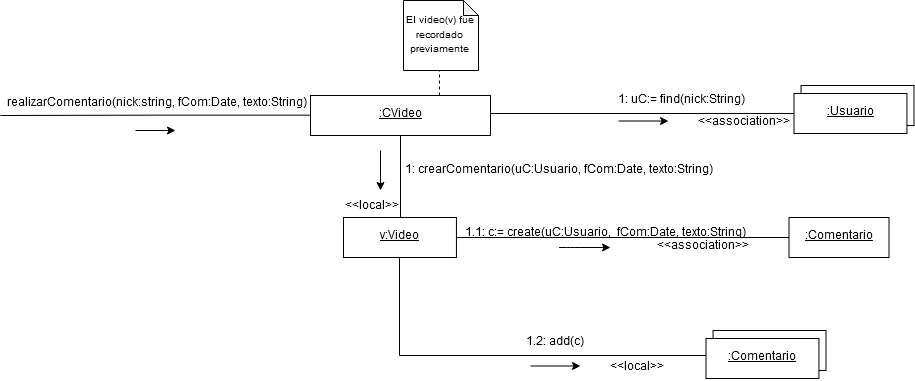 El video(v) fue
recordado
previamente
realizarComentario(nick:string, fCom:Date, texto:String)
:CVideo
1: uC:= find(nick:String)
<<association>>
:Usuario
1: crearComentario(uC:Usuario, fCom:Date, texto:String)
<<local>>
v:Video
1.1: c:= create(uC:Usuario, fCom:Date, texto:String)
<<association>>
:Comentario
1.2: add(c)
<<local>>
:Comentario